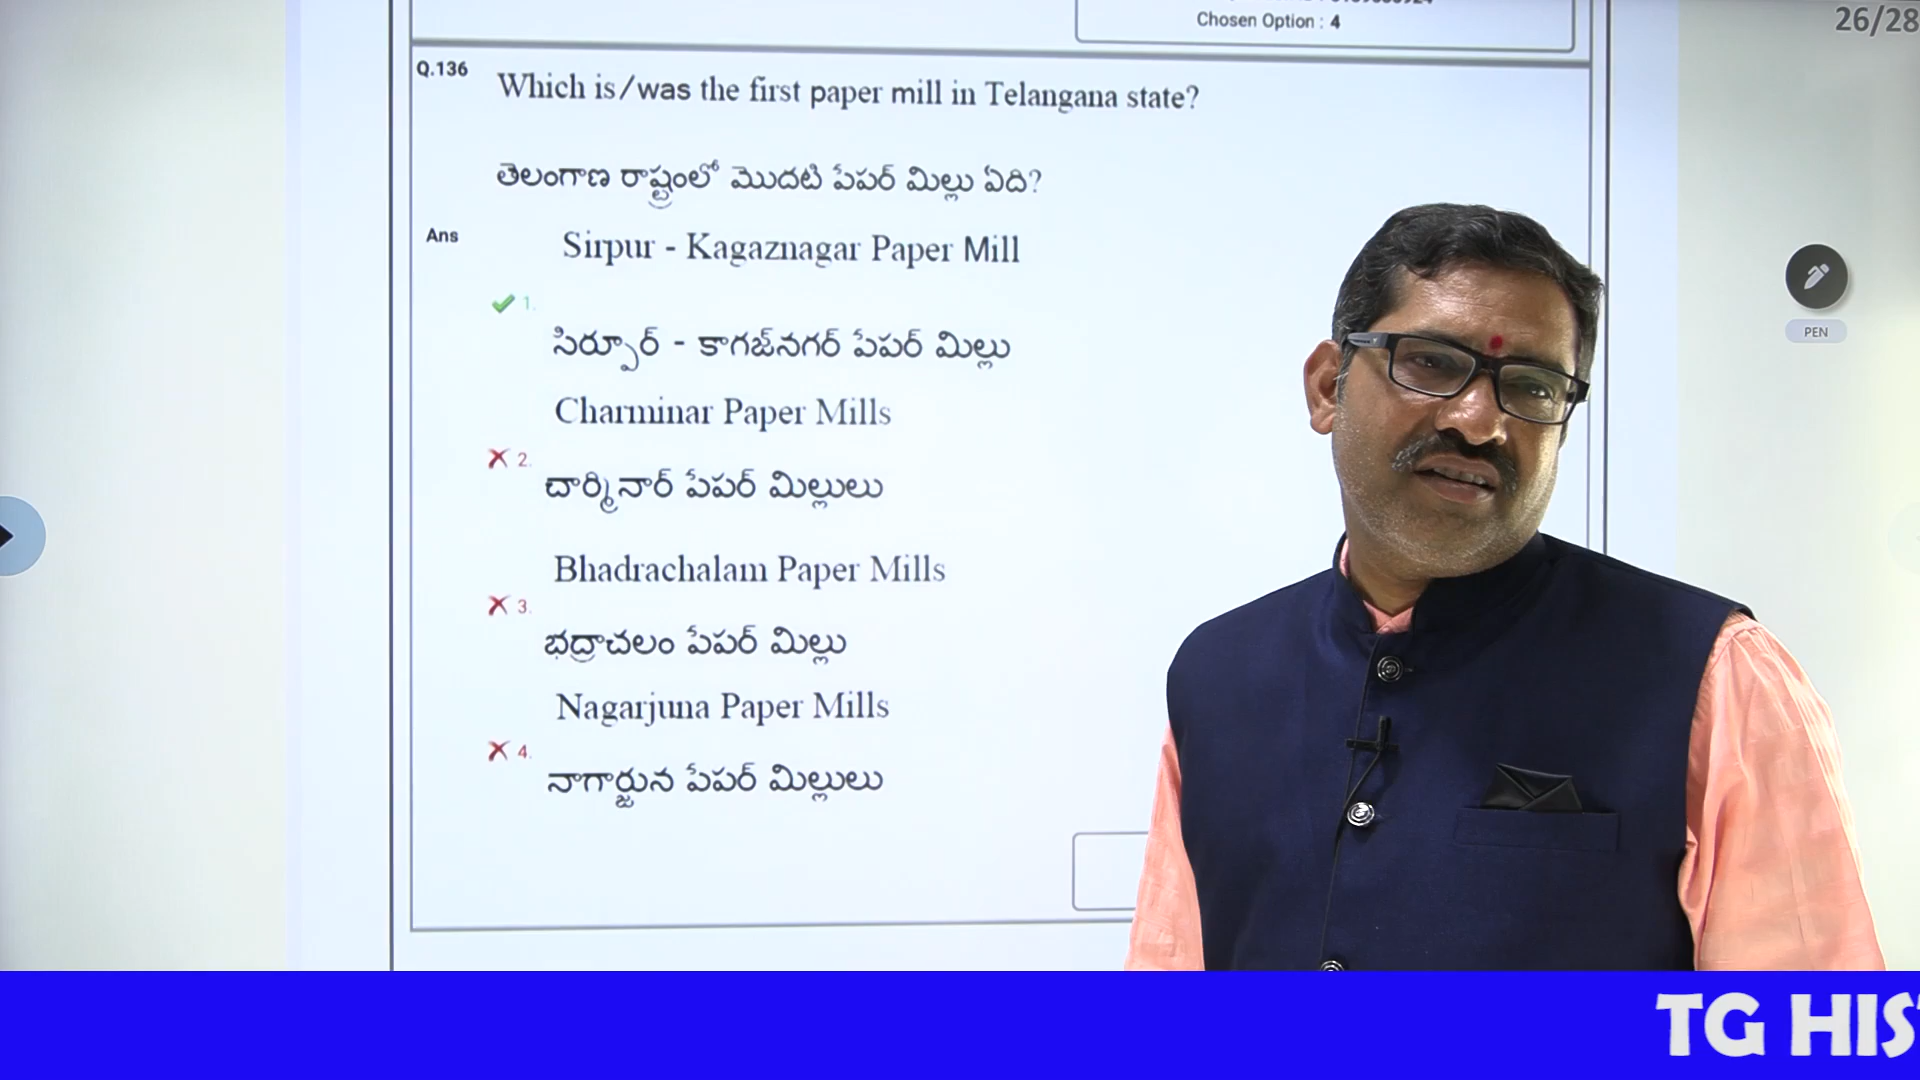 Chosen Option : 4
26/28
Q.136
Which is/was the first paper mill in Telangana state?
తెలంగాణ రాష్ట్రంలో మొదటి పేపర్ మిల్లు ఏది?
Ans
Sirpur - Kagaznagar Paper Mill
1.
సిర్పూర్ - కాగజ్‌నగర్ పేపర్ మిల్లు
Charminar Paper Mills
2.
చార్మినార్ పేపర్ మిల్లులు
Bhadrachalam Paper Mills
3.
భద్రాచలం పేపర్ మిల్లు
Nagarjuna Paper Mills
4.
నాగార్జున పేపర్ మిల్లులు
PEN
TG HIS